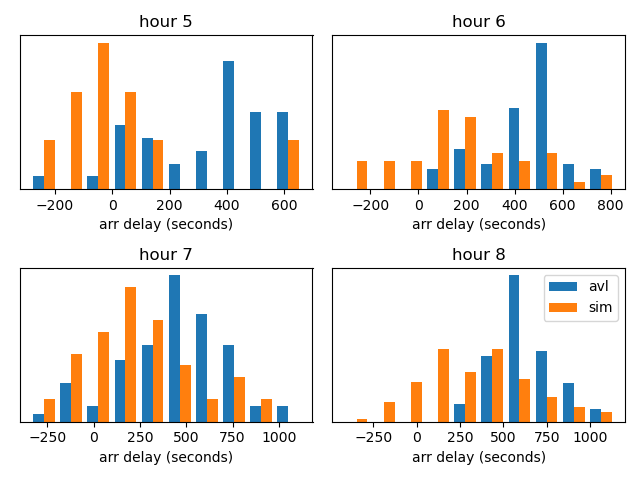 hour 5
hour 6
−200 0 200 400 600
−200 0 200 400 600 800
arr delay (seconds)
arr delay (seconds)
hour 7
hour 8
avl
sim
−250 0 250 500 750 1000
−250 0 250 500 750 1000
arr delay (seconds)
arr delay (seconds)